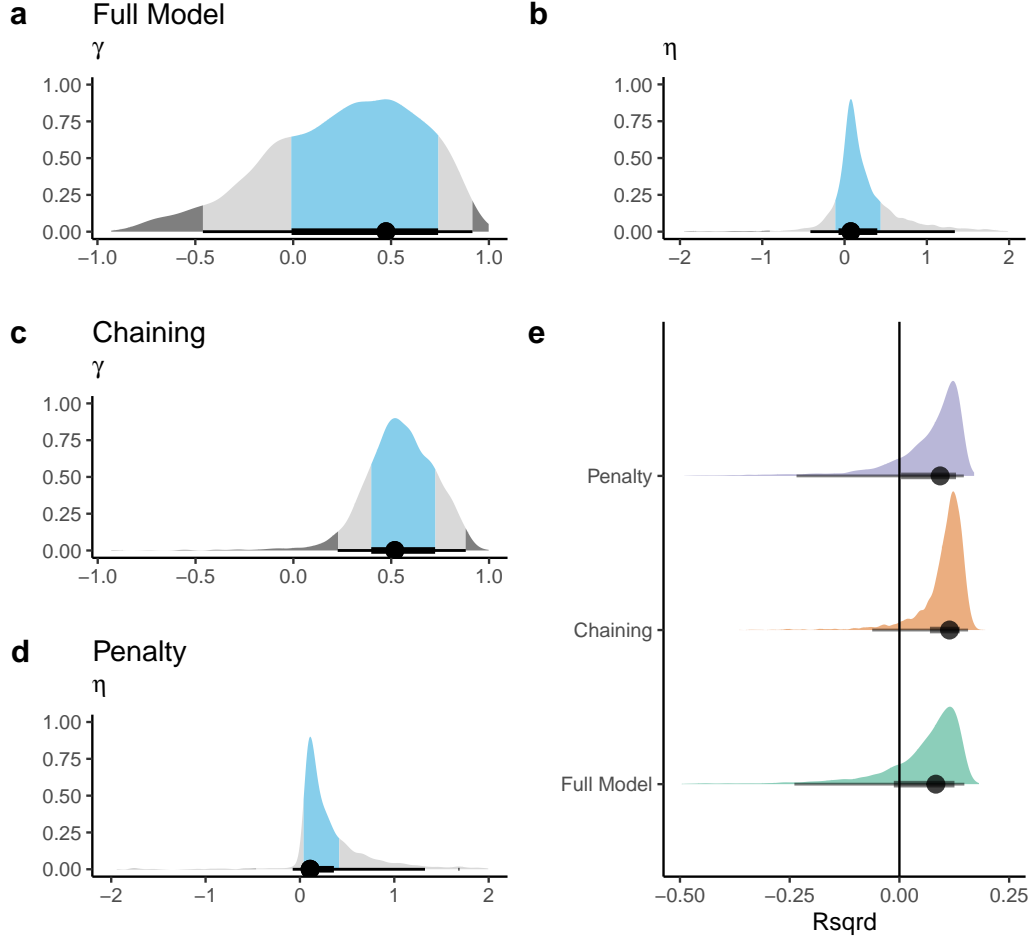 a Full Model
γ
1.00
0.75
0.50
0.25
0.00
−1.0 −0.5 0.0 0.5 1.0
b
η
1.00
0.75
0.50
0.25
0.00
−2 −1 0 1 2
c Chaining
γ
1.00
0.75
0.50
0.25
0.00
−1.0 −0.5 0.0 0.5 1.0
d Penalty
η
1.00
0.75
0.50
0.25
0.00
−2 −1 0 1 2
e
Penalty
Chaining
Full Model
−0.50 −0.25 0.00 0.25
Rsqrd